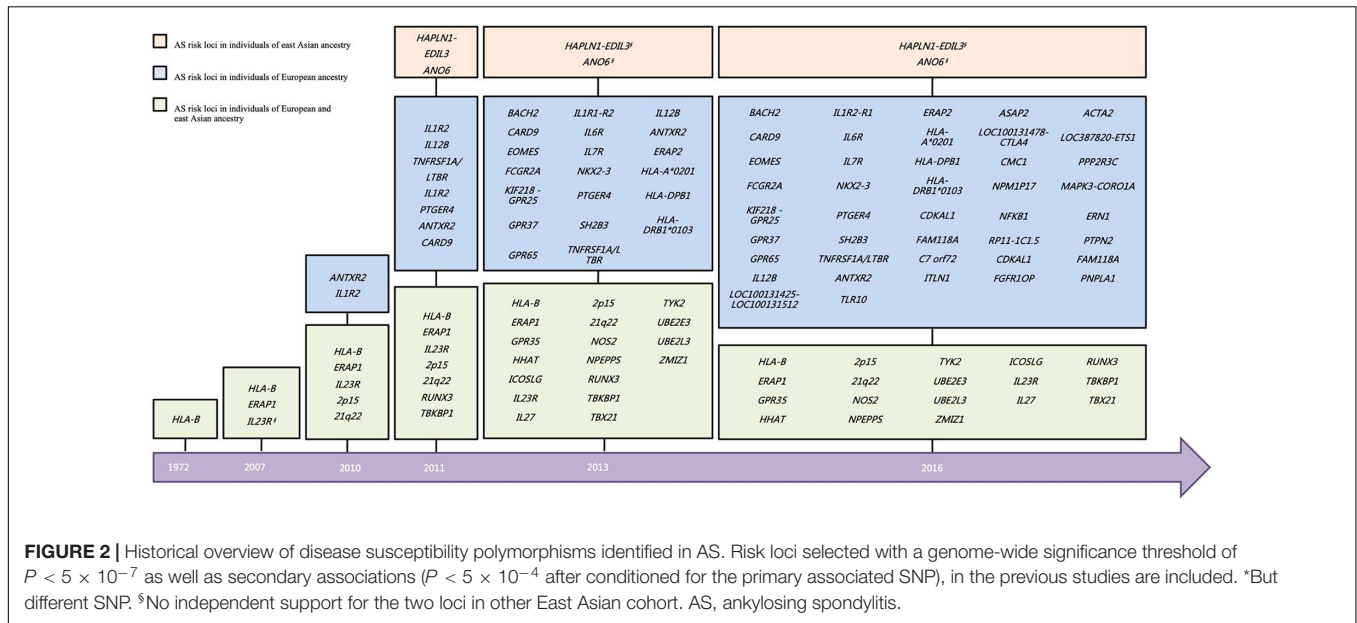 AS risk loci in individuals of east Asian ancestry
AS risk loci in individuals of European ancestry
AS risk loci in individuals of European and
east Asian ancestry
HLA-B
1972
HLA-B
ERAP1
IL23R§
2007
ANTXR2
IL1R2
HLA-B
ERAP1
IL23R
2p15
21q22
2010
HAPLN1-
EDIL3
ANO6
IL1R2
IL12B
TNFRSF1A/
LTBR
IL1R2
PTGER4
ANTXR2
CARD9
HLA-B
ERAP1
IL23R
2p15
21q22
RUNX3
TBKBP1
2011
HAPLN1-EDIL3§
ANO6§
BACH2 IL1R1-R2 IL12B
CARD9 IL6R ANTXR2
EOMES IL7R ERAP2
FCGR2A NKX2-3 HLA-A*0201
KIF218 -
GPR25 PTGER4 HLA-DPB1
GPR37 SH2B3 HLA-
DRB1*0103
GPR65 TNFRSF1A/L
TBR
HLA-B 2p15 TYK2
ERAP1 21q22 UBE2E3
GPR35 NOS2 UBE2L3
HHAT NPEPPS ZMIZ1
ICOSLG RUNX3
IL23R TBKBP1
IL27 TBX21
2013
HAPLN1-EDIL3§
ANO6§
BACH2 IL1R2-R1 ERAP2 ASAP2 ACTA2
CARD9 IL6R HLA-
A*0201 LOC100131478-
CTLA4 LOC387820-ETS1
EOMES IL7R HLA-DPB1 CMC1 PPP2R3C
FCGR2A NKX2-3 HLA-
DRB1*0103 NPM1P17 MAPK3-CORO1A
KIF218 -
GPR25 PTGER4 CDKAL1 NFKB1 ERN1
GPR37 SH2B3 FAM118A RP11-1C1.5 PTPN2
GPR65 TNFRSF1A/LTBR C7 orf72 CDKAL1 FAM118A
IL12B ANTXR2 ITLN1 FGFR1OP PNPLA1
LOC100131425-
LOC100131512 TLR10
HLA-B 2p15 TYK2 ICOSLG RUNX3
ERAP1 21q22 UBE2E3 IL23R TBKBP1
GPR35 NOS2 UBE2L3 IL27 TBX21
HHAT NPEPPS ZMIZ1
2016
FIGURE 2 | Historical overview of disease susceptibility polymorphisms identified in AS. Risk loci selected with a genome-wide significance threshold of
P < 5 × 10⁻⁷ as well as secondary associations (P < 5 × 10⁻⁴ after conditioned for the primary associated SNP), in the previous studies are included. *But
different SNP. §No independent support for the two loci in other East Asian cohort. AS, ankylosing spondylitis.